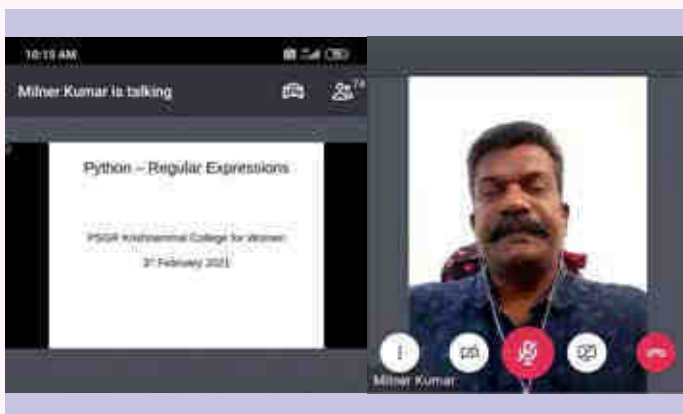 10:15 AM
Milner Kumar is talking
74
Python – Regular Expressions
PSGR Krishnammal College for Women
3rd February 2021
Milner Kumar